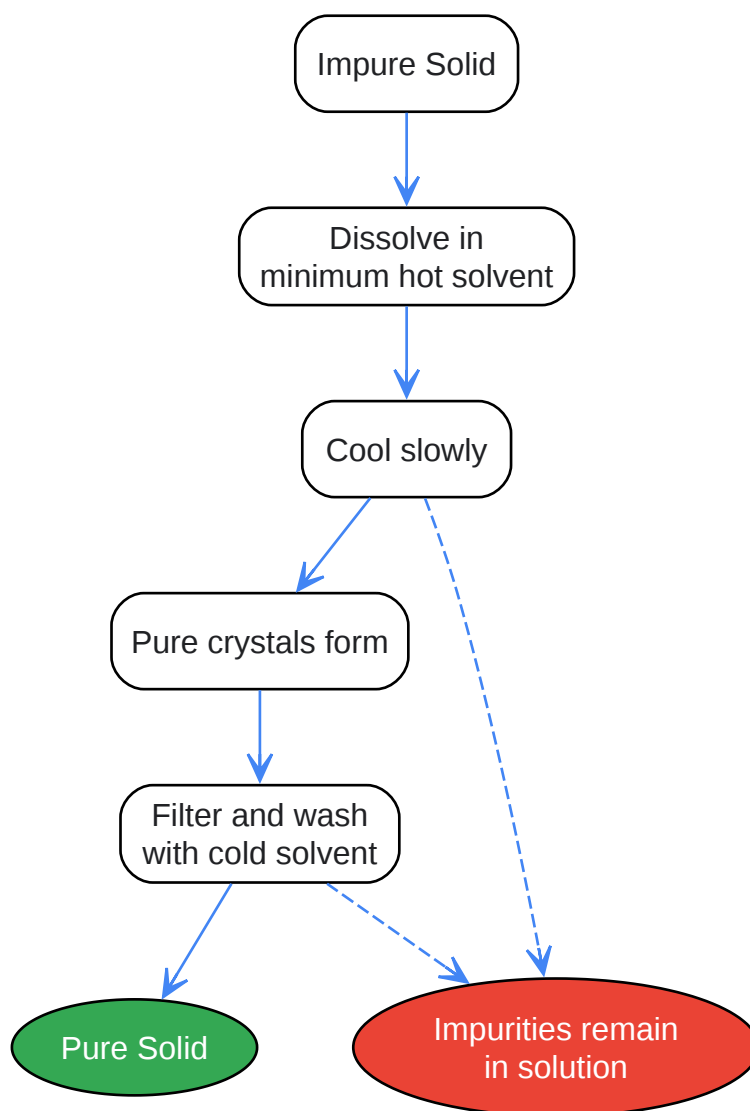 Impure Solid
Dissolve in
minimum hot solvent
Cool slowly
Pure crystals form
Filter and wash
with cold solvent
Pure Solid
Impurities remain
in solution